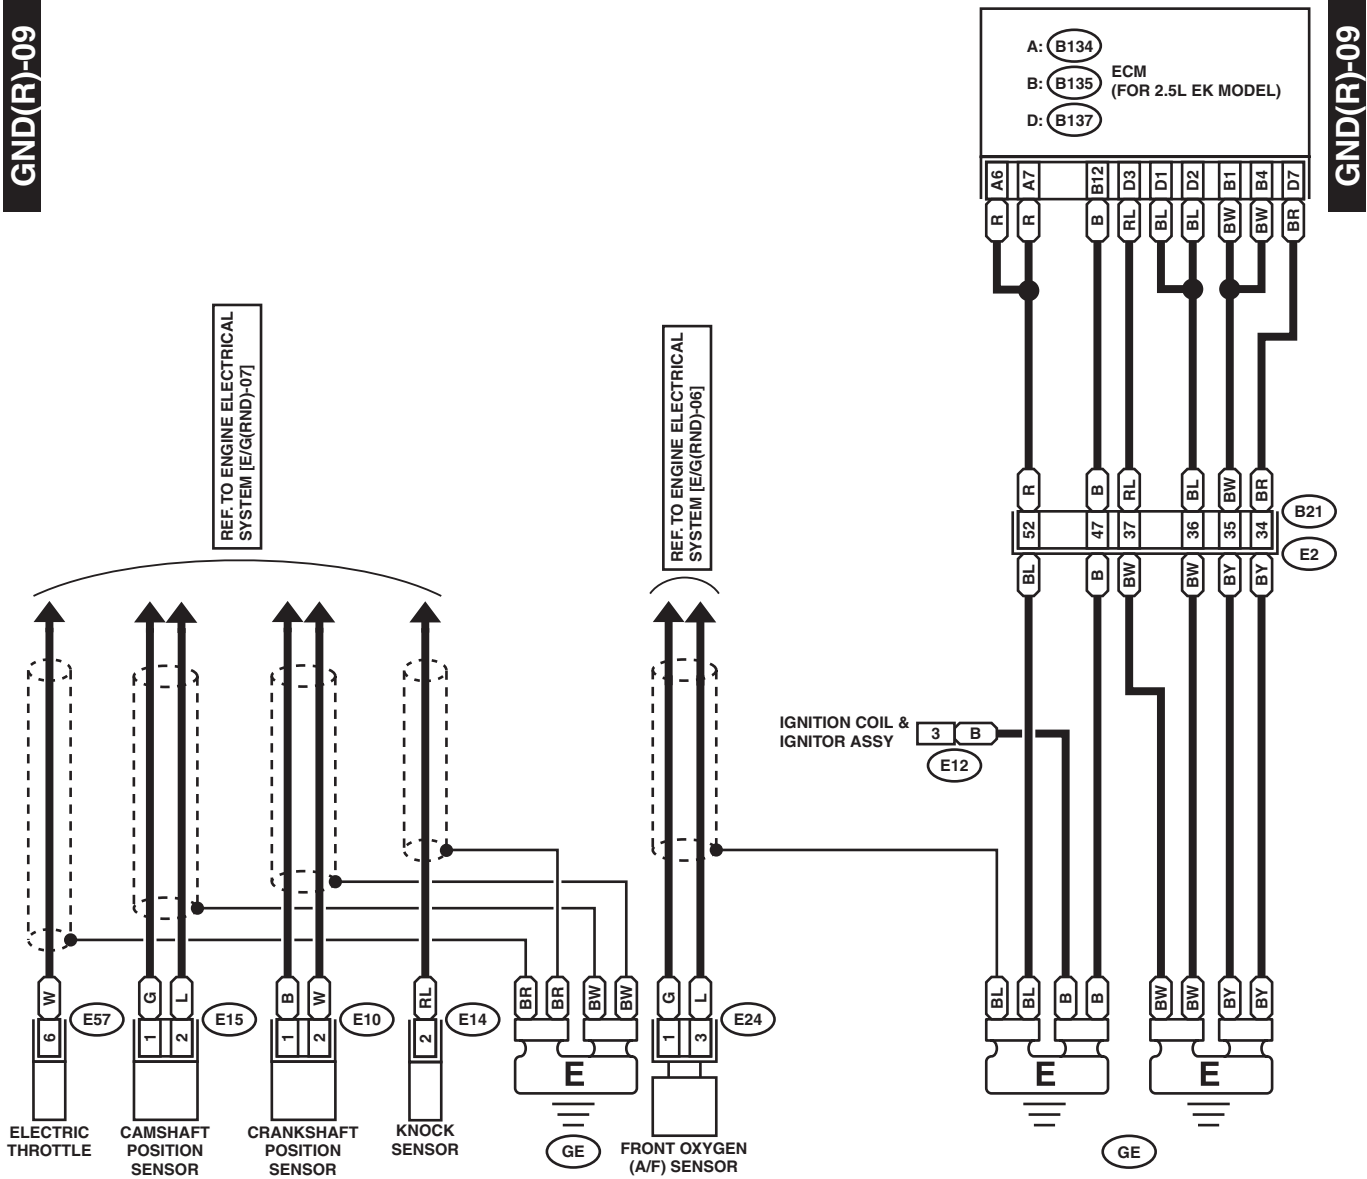 GND(R)-09
GND(R)-09
A: B134
B: B135
D: B137
ECM
(FOR 2.5L EK MODEL)
A6 A7 B12 D3 D1 D2 B1 B4 D7
R R B RL BL BL BW BW BR
REF. TO ENGINE ELECTRICAL
SYSTEM [E/G(RND)-07]
REF. TO ENGINE ELECTRICAL
SYSTEM [E/G(RND)-06]
R B RL BL BW BR
52 47 37 36 35 34
B21
E2
BL B BW BW BY BY
IGNITION COIL &
IGNITOR ASSY
3 B
E12
W G L B W RL BR BR BW BW G L BL BL B B BW BW BY BY
6 E57 1 2 E15 1 2 E10 2 E14 1 3 E24
E E E
ELECTRIC
THROTTLE
CAMSHAFT
POSITION
SENSOR
CRANKSHAFT
POSITION
SENSOR
KNOCK
SENSOR
GE
FRONT OXYGEN
(A/F) SENSOR
GE